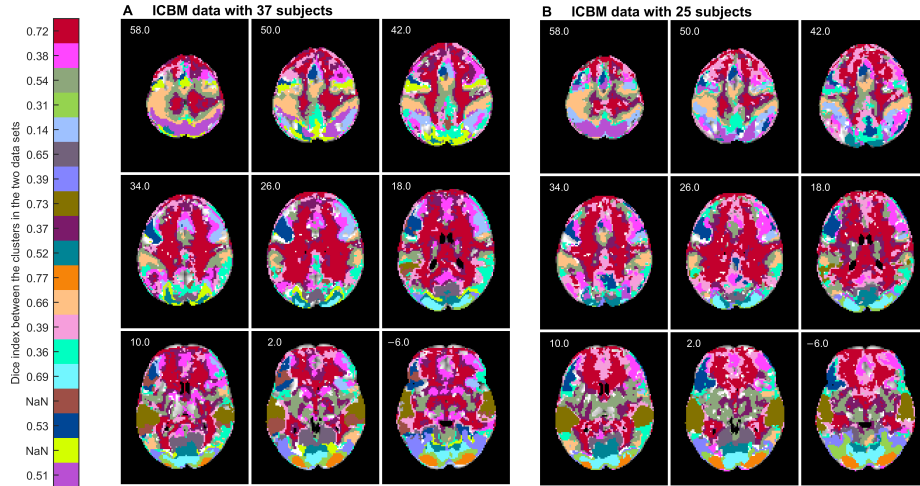 A ICBM data with 37 subjects
B ICBM data with 25 subjects
Dice index between the clusters in the two data sets
0.72
0.38
0.54
0.31
0.14
0.65
0.39
0.73
0.37
0.52
0.77
0.66
0.39
0.36
0.69
NaN
0.53
NaN
0.51
58.0 50.0 42.0
34.0 26.0 18.0
10.0 2.0 −6.0
58.0 50.0 42.0
34.0 26.0 18.0
10.0 2.0 −6.0